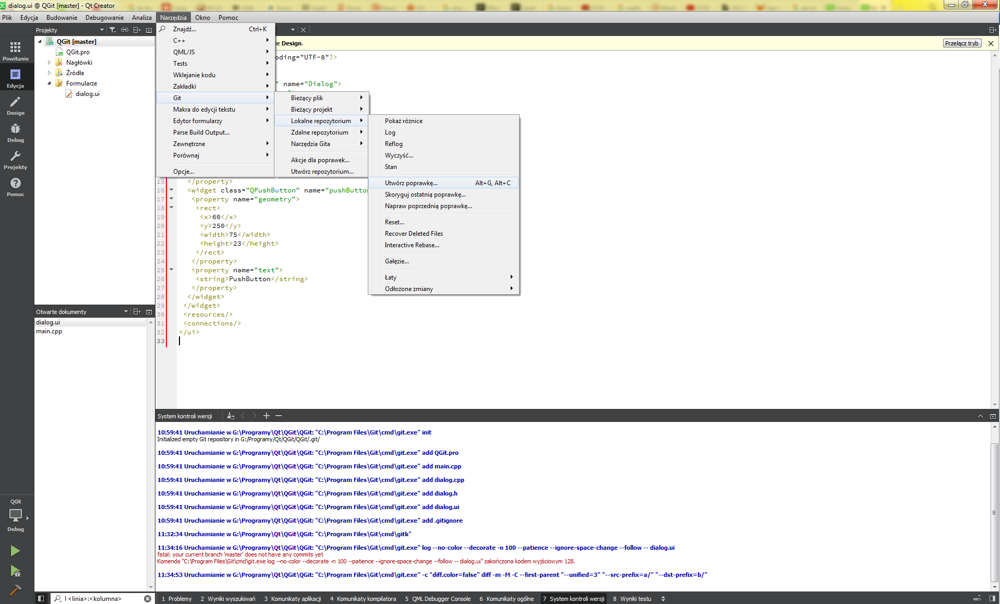 dialog.ui @ QGit [master] - Qt Creator
Plik Edycja Budowanie Debugowanie Analiza Narzędzia Okno Pomoc
Projekty
QGit [master]
QGit.pro
Nagłówki
Źródła
Formularze
dialog.ui
Powitanie
Edycja
Design
Debug
Projekty
Pomoc
Znajdź... Ctrl+K
C++
QML/JS
Tests
Wklejanie kodu
Zakładki
Git
Makra do edycji tekstu
Edytor formularzy
Parse Build Output...
Zewnętrzne
Porównaj
Opcje...
Bieżący plik
Bieżący projekt
Lokalne repozytorium
Zdalne repozytorium
Narzędzia Gita
Akcje dla poprawek...
Utwórz repozytorium...
Pokaż różnice
Log
Reflog
Wyczyść...
Stan
Utwórz poprawkę... Alt+G, Alt+C
Skoryguj ostatnią poprawkę...
Napraw poprzednią poprawkę...
Reset...
Recover Deleted Files
Interactive Rebase...
Gałęzie...
Łaty
Odłożone zmiany
ie Design.
Przełącz tryb
oding="UTF-8"?>
" name="Dialog">
15 </property>
16 <widget class="QPushButton" name="pushButton
17 <property name="geometry">
18 <rect>
19 <x>60</x>
20 <y>250</y>
21 <width>75</width>
22 <height>23</height>
23 </rect>
24 </property>
25 <property name="text">
26 <string>PushButton</string>
27 </property>
28 </widget>
29 </widget>
30 <resources/>
31 <connections/>
32 </ui>
33
Otwarte dokumenty
dialog.ui
main.cpp
System kontroli wersji
10:59:41 Uruchamianie w G:\Programy\Qt\QGit\QGit: "C:\Program Files\Git\cmd\git.exe" init
Initialized empty Git repository in G:/Programy/Qt/QGit/QGit/.git/
10:59:41 Uruchamianie w G:\Programy\Qt\QGit\QGit: "C:\Program Files\Git\cmd\git.exe" add QGit.pro
10:59:41 Uruchamianie w G:\Programy\Qt\QGit\QGit: "C:\Program Files\Git\cmd\git.exe" add main.cpp
10:59:41 Uruchamianie w G:\Programy\Qt\QGit\QGit: "C:\Program Files\Git\cmd\git.exe" add dialog.cpp
10:59:41 Uruchamianie w G:\Programy\Qt\QGit\QGit: "C:\Program Files\Git\cmd\git.exe" add dialog.h
10:59:41 Uruchamianie w G:\Programy\Qt\QGit\QGit: "C:\Program Files\Git\cmd\git.exe" add dialog.ui
10:59:41 Uruchamianie w G:\Programy\Qt\QGit\QGit: "C:\Program Files\Git\cmd\git.exe" add .gitignore
11:32:34 Uruchamianie w G:\Programy\Qt\QGit\QGit: "C:\Program Files\Git\cmd\gitk"
11:34:16 Uruchamianie w G:\Programy\Qt\QGit\QGit: "C:\Program Files\Git\cmd\git.exe" log --no-color --decorate -n 100 --patience --ignore-space-change --follow -- dialog.ui
fatal: your current branch 'master' does not have any commits yet
Komenda "C:\Program Files\Git\cmd\git.exe log --no-color --decorate -n 100 --patience --ignore-space-change --follow -- dialog.ui" zakończona kodem wyjściowym 128.
11:34:53 Uruchamianie w G:\Programy\Qt\QGit\QGit: "C:\Program Files\Git\cmd\git.exe" -c "diff.color=false" diff -m -M -C --first-parent "--unified=3" "--src-prefix=a/" "--dst-prefix=b/"
QGit
Debug
l <linia>:<kolumna>
1 Problemy 2 Wyniki wyszukiwań 3 Komunikaty aplikacji 4 Komunikaty kompilatora 5 QML Debugger Console 6 Komunikaty ogólne 7 System kontroli wersji 8 Wyniki testu